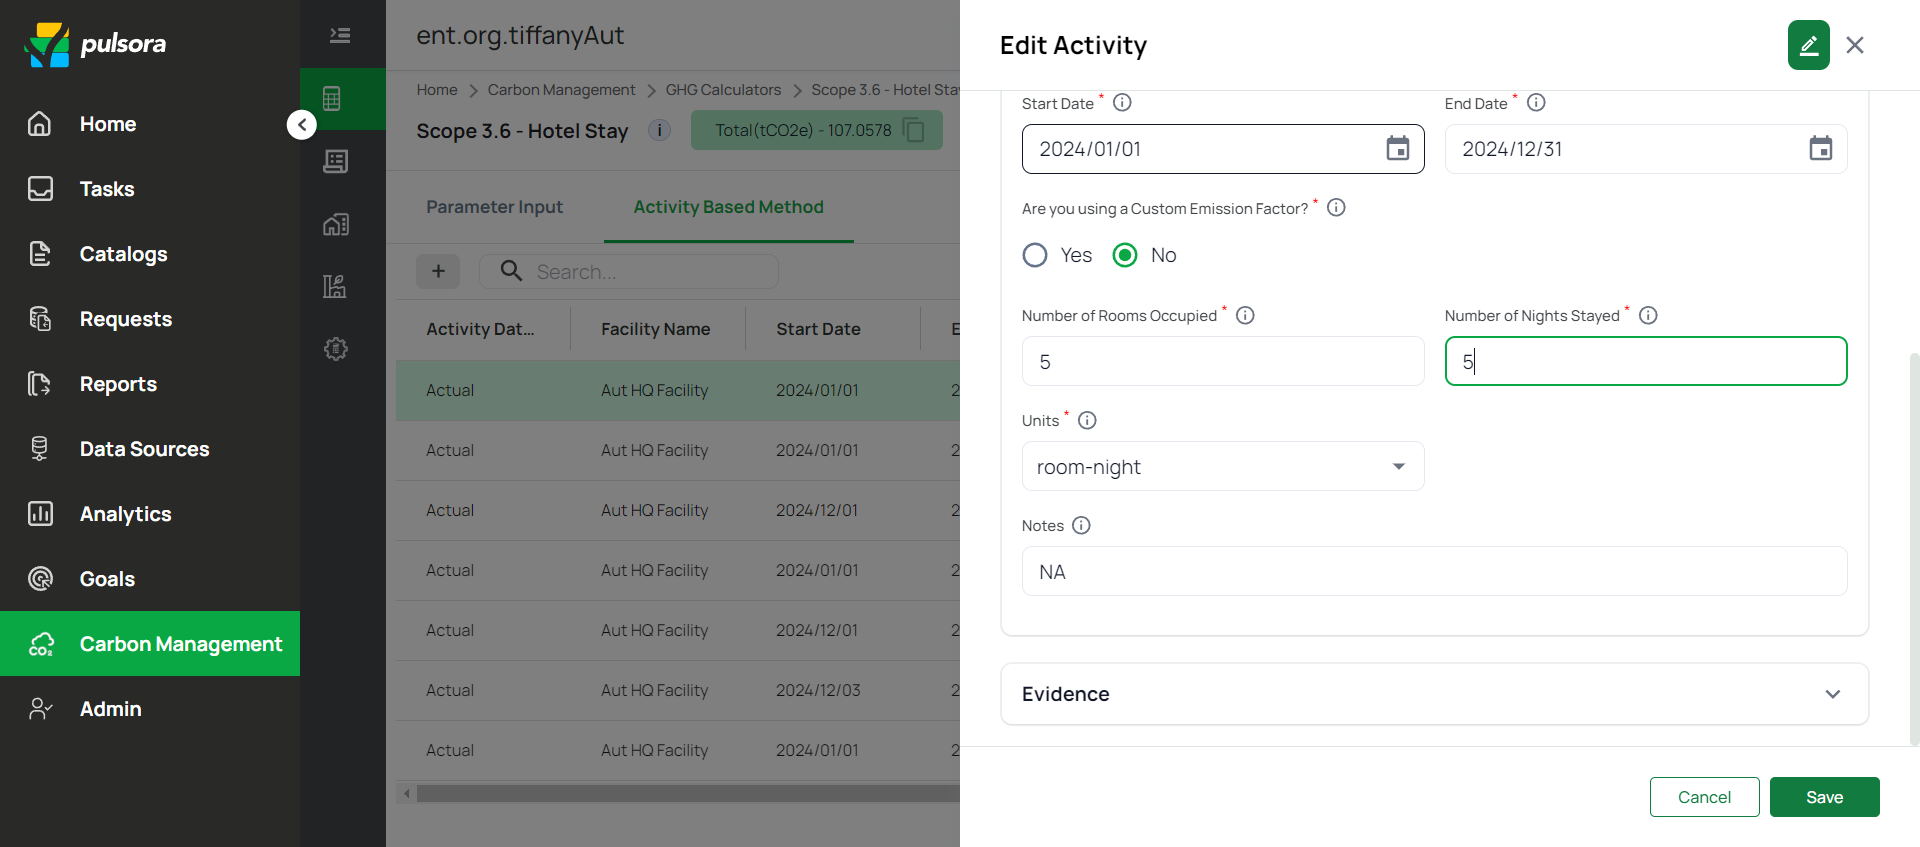 pulsora
Home
Tasks
Catalogs
Requests
Reports
Data Sources
Analytics
Goals
Carbon Management
Admin
ent.org.tiffanyAut
Home > Carbon Management > GHG Calculators > Scope 3.6 - Hotel Stay
Scope 3.6 - Hotel Stay
Total(tCO2e) - 107.0578
Parameter Input
Activity Based Method
+
Search...
Activity Dat... Facility Name Start Date E
Actual Aut HQ Facility 2024/01/01 2
Actual Aut HQ Facility 2024/01/01 2
Actual Aut HQ Facility 2024/12/01 2
Actual Aut HQ Facility 2024/01/01 2
Actual Aut HQ Facility 2024/12/01 2
Actual Aut HQ Facility 2024/12/03 2
Actual Aut HQ Facility 2024/01/01 2
Edit Activity
Start Date * End Date *
2024/01/01 2024/12/31
Are you using a Custom Emission Factor? *
Yes No
Number of Rooms Occupied * Number of Nights Stayed *
5 5
Units *
room-night
Notes
NA
Evidence
Cancel Save